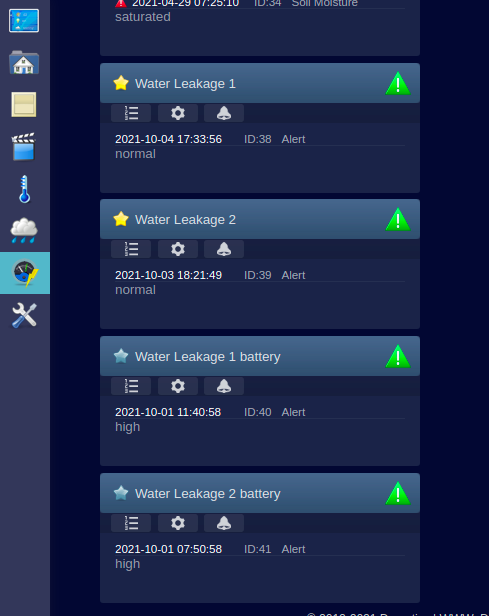 2021-04-29 07:25:10 ID:34 Soil Moisture
saturated
Water Leakage 1
2021-10-04 17:33:56 ID:38 Alert
normal
Water Leakage 2
2021-10-03 18:21:49 ID:39 Alert
normal
Water Leakage 1 battery
2021-10-01 11:40:58 ID:40 Alert
high
Water Leakage 2 battery
2021-10-01 07:50:58 ID:41 Alert
high